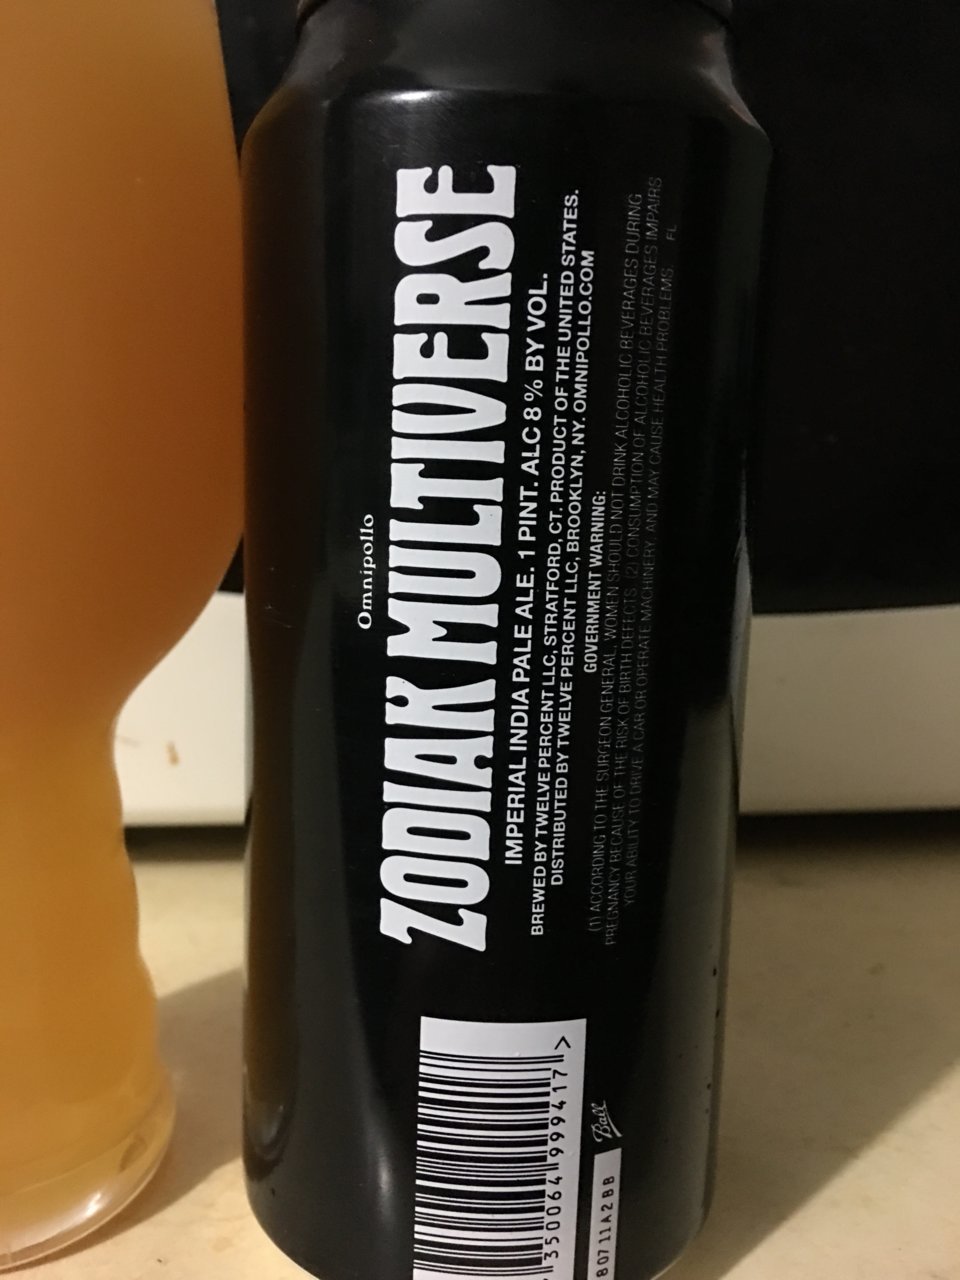 Omnipollo
ZODIAK MULTIVERSE
IMPERIAL INDIA PALE ALE. 1 PINT. ALC 8 % BY VOL.
BREWED BY TWELVE PERCENT LLC, STRATFORD, CT. PRODUCT OF THE UNITED STATES.
DISTRIBUTED BY TWELVE PERCENT LLC, BROOKLYN, NY. OMNIPOLLO.COM
GOVERNMENT WARNING:
(1) ACCORDING TO THE SURGEON GENERAL, WOMEN SHOULD NOT DRINK ALCOHOLIC BEVERAGES DURING
PREGNANCY BECAUSE OF THE RISK OF BIRTH DEFECTS. (2) CONSUMPTION OF ALCOHOLIC BEVERAGES IMPAIRS
YOUR ABILITY TO DRIVE A CAR OR OPERATE MACHINERY, AND MAY CAUSE HEALTH PROBLEMS. FL
350064 999417 >
Ball
807 11A2BB